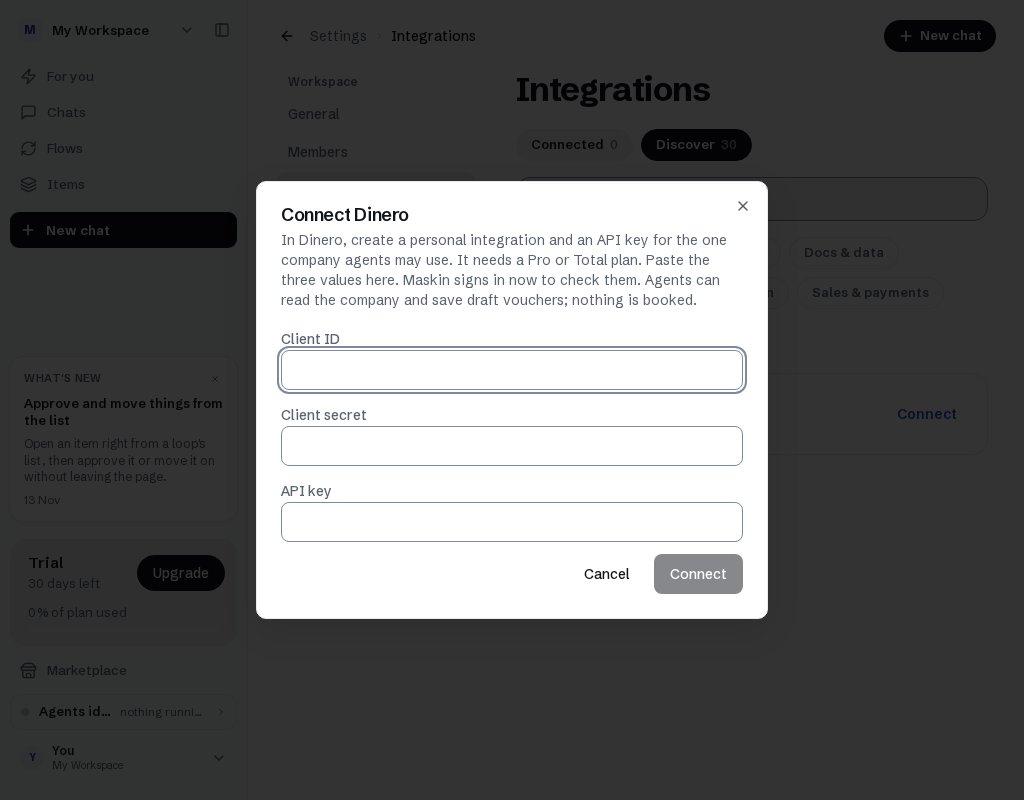 M My Workspace
For you
Chats
Flows
Items
New chat
WHAT'S NEW
Approve and move things from
the list
Open an item right from a loop's
list, then approve it or move it on
without leaving the page.
13 Nov
Trial
30 days left
Upgrade
0% of plan used
Marketplace
Agents id... nothing runni...
Y You
My Workspace
Settings Integrations
New chat
Workspace
General
Members
Integrations
Connected 0 Discover 30
Docs & data
Sales & payments
Connect
Connect Dinero
In Dinero, create a personal integration and an API key for the one
company agents may use. It needs a Pro or Total plan. Paste the
three values here. Maskin signs in now to check them. Agents can
read the company and save draft vouchers; nothing is booked.
Client ID
Client secret
API key
Cancel Connect